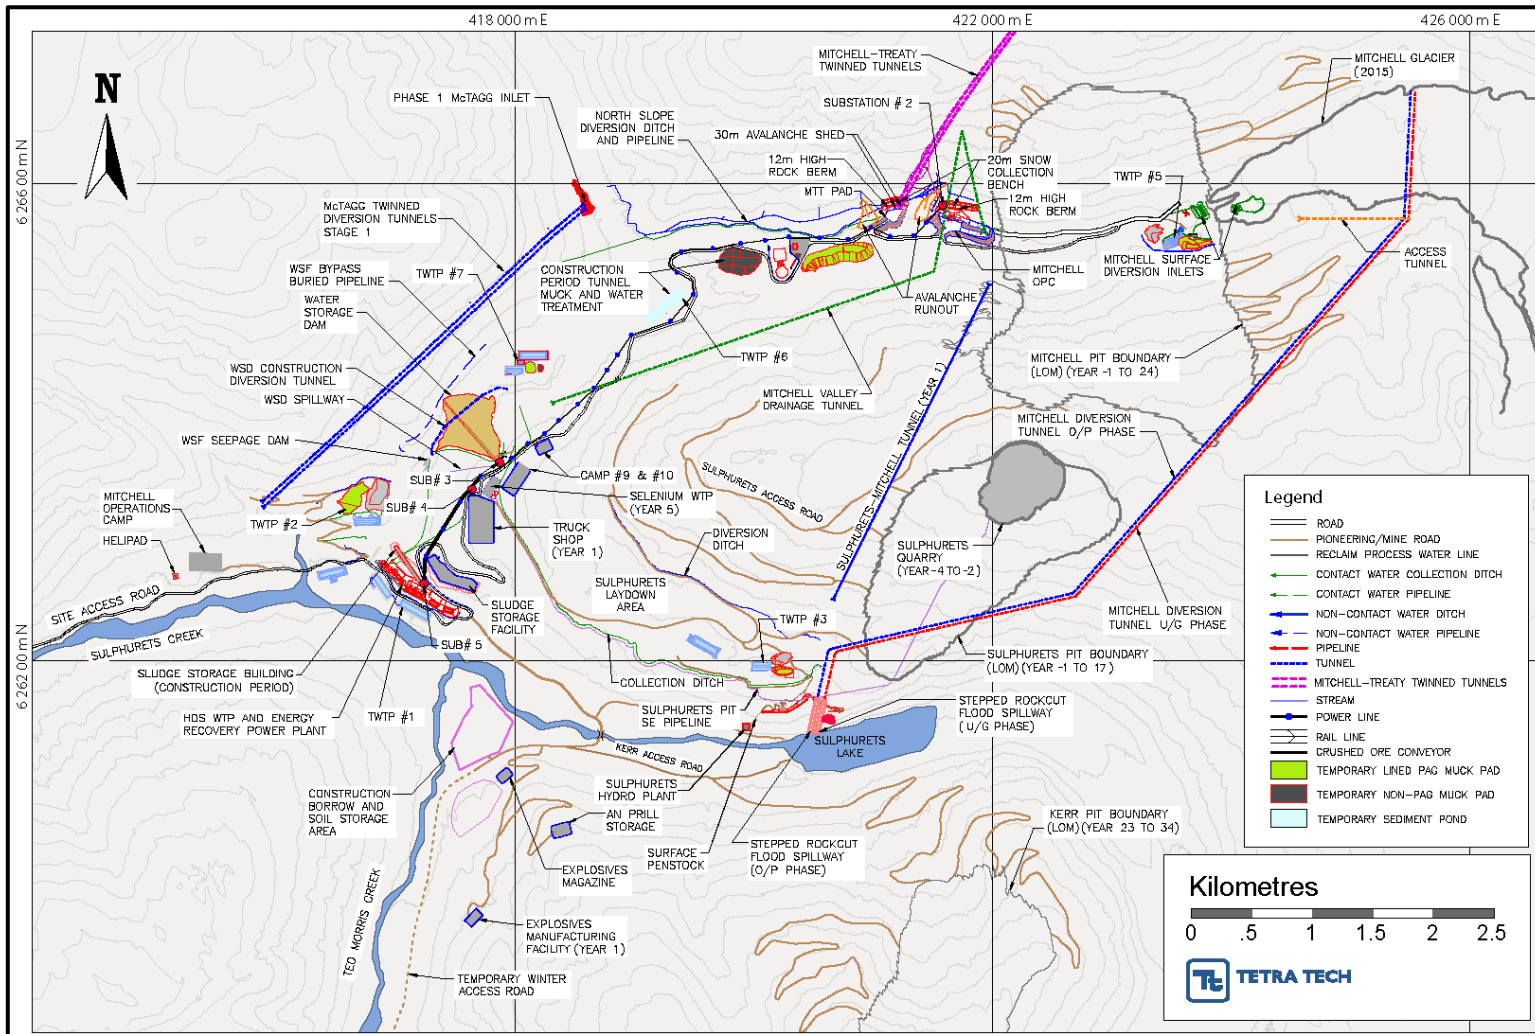 418 000 m E
422 000 m E
426 000 m E
6 26600 m N
6 26200 m N
N
MITCHELL-TREATY
TWINNED TUNNELS
MITCHELL GLACIER
(2015)
PHASE 1 McTAGG INLET
SUBSTATION # 2
NORTH SLOPE
DIVERSION DITCH
AND PIPELINE
30m AVALANCHE SHED
12m HIGH
ROCK BERM
MTT PAD
20m SNOW
COLLECTION
BENCH
12m HIGH
ROCK BERM
TWTP #5
McTAGG TWINNED
DIVERSION TUNNELS
STAGE 1
WSF BYPASS
BURIED PIPELINE
TWTP #7
CONSTRUCTION
PERIOD TUNNEL
MUCK AND WATER
TREATMENT
MITCHELL
OPC
MITCHELL SURFACE
DIVERSION INLETS
ACCESS
TUNNEL
WATER
STORAGE
DAM
AVALANCHE
RUNOUT
WSD CONSTRUCTION
DIVERSION TUNNEL
TWTP #6
MITCHELL PIT BOUNDARY
(LOM) (YEAR -1 TO 24)
WSD SPILLWAY
MITCHELL VALLEY
DRAINAGE TUNNEL
SULPHURETS-MITCHELL TUNNEL (YEAR 1)
MITCHELL DIVERSION
TUNNEL O/P PHASE
WSF SEEPAGE DAM
SUB# 3
CAMP #9 & #10
SULPHURETS ACCESS ROAD
SUB# 4
SELENIUM WTP
(YEAR 5)
MITCHELL
OPERATIONS
CAMP
TWTP #2
HELIPAD
TRUCK
SHOP
(YEAR 1)
DIVERSION
DITCH
SULPHURETS
QUARRY
(YEAR -4 TO -2)
SULPHURETS
LAYDOWN
AREA
SITE ACCESS ROAD
SULPHURETS CREEK
SLUDGE
STORAGE
FACILITY
SUB# 5
TWTP #3
MITCHELL DIVERSION
TUNNEL U/G PHASE
SULPHURETS PIT BOUNDARY
(LOM) (YEAR -1 TO 17)
SLUDGE STORAGE BUILDING
(CONSTRUCTION PERIOD)
COLLECTION DITCH
TWTP #1
HDS WTP AND ENERGY
RECOVERY POWER PLANT
SULPHURETS PIT
SE PIPELINE
STEPPED ROCKCUT
FLOOD SPILLWAY
(U/G PHASE)
KERR ACCESS ROAD
SULPHURETS
LAKE
SULPHURETS
HYDRO PLANT
CONSTRUCTION
BORROW AND
SOIL STORAGE
AREA
AN PRILL
STORAGE
SURFACE
PENSTOCK
STEPPED ROCKCUT
FLOOD SPILLWAY
(O/P PHASE)
KERR PIT BOUNDARY
(LOM) (YEAR 23 TO 34)
EXPLOSIVES
MAGAZINE
TED MORRIS CREEK
EXPLOSIVES
MANUFACTURING
FACILITY (YEAR 1)
TEMPORARY WINTER
ACCESS ROAD
Legend
ROAD
PIONEERING/MINE ROAD
RECLAIM PROCESS WATER LINE
CONTACT WATER COLLECTION DITCH
CONTACT WATER PIPELINE
NON-CONTACT WATER DITCH
NON-CONTACT WATER PIPELINE
PIPELINE
TUNNEL
MITCHELL-TREATY TWINNED TUNNELS
STREAM
POWER LINE
RAIL LINE
CRUSHED ORE CONVEYOR
TEMPORARY LINED PAG MUCK PAD
TEMPORARY NON-PAG MUCK PAD
TEMPORARY SEDIMENT POND
Kilometres
0 .5 1 1.5 2 2.5
Tt TETRA TECH